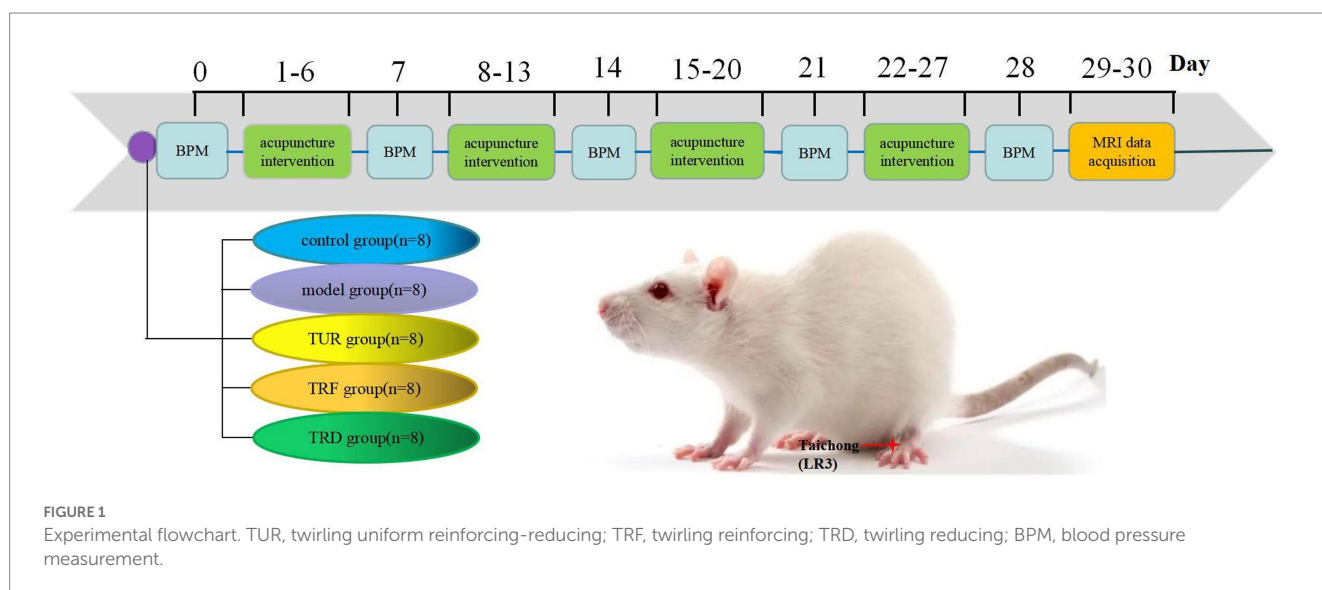 0 1-6 7 8-13 14 15-20 21 22-27 28 29-30 Day
BPM
acupuncture
intervention
BPM
acupuncture
intervention
BPM
acupuncture
intervention
BPM
acupuncture
intervention
BPM
MRI data
acquisition
control group(n=8)
model group(n=8)
TUR group(n=8)
TRF group(n=8)
TRD group(n=8)
Taichong
(LR3)
FIGURE 1
Experimental flowchart. TUR, twirling uniform reinforcing-reducing; TRF, twirling reinforcing; TRD, twirling reducing; BPM, blood pressure
measurement.